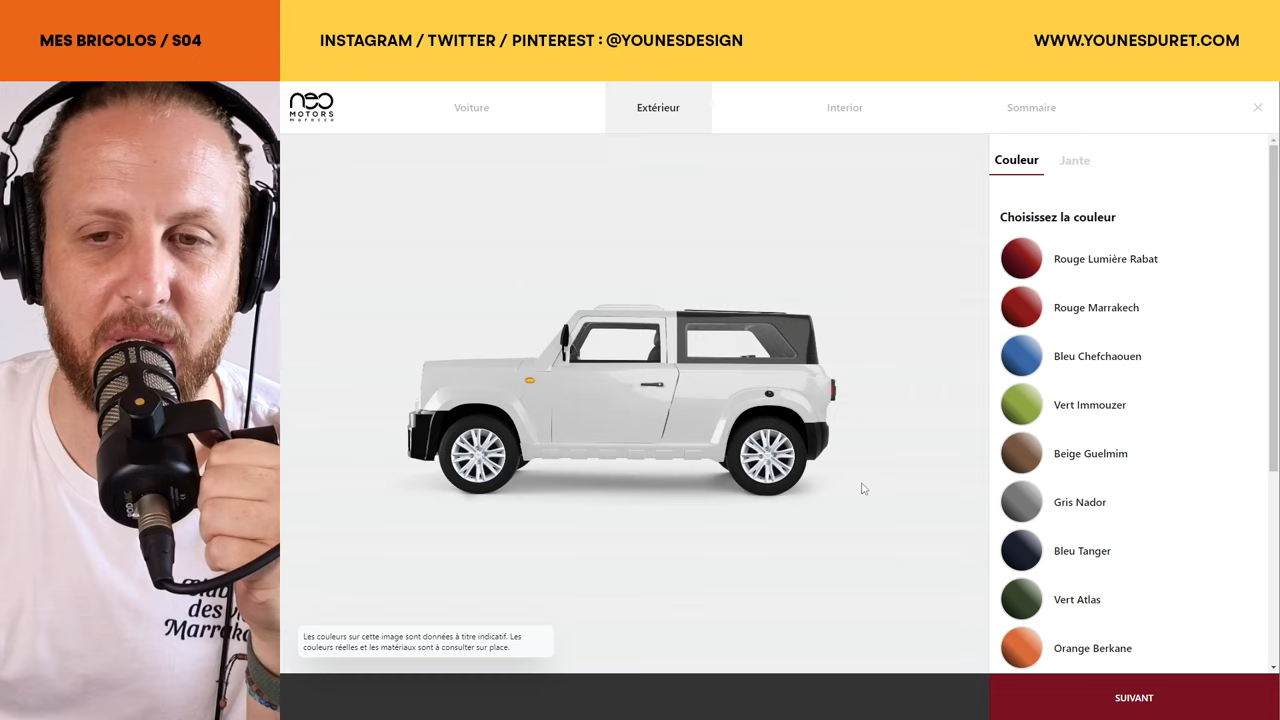 MES BRICOLOS / S04
INSTAGRAM / TWITTER / PINTEREST : @YOUNESDESIGN
WWW.YOUNESDURET.COM
neo
MOTORS
morocco
Voiture
Extérieur
Interior
Sommaire
Couleur
Jante
Choisissez la couleur
Rouge Lumière Rabat
Rouge Marrakech
Bleu Chefchaouen
Vert Immouzer
Beige Guelmim
Gris Nador
Bleu Tanger
Vert Atlas
Orange Berkane
Les couleurs sur cette image sont données à titre indicatif. Les
couleurs réelles et les matériaux sont à consulter sur place.
SUIVANT
RØDE
des